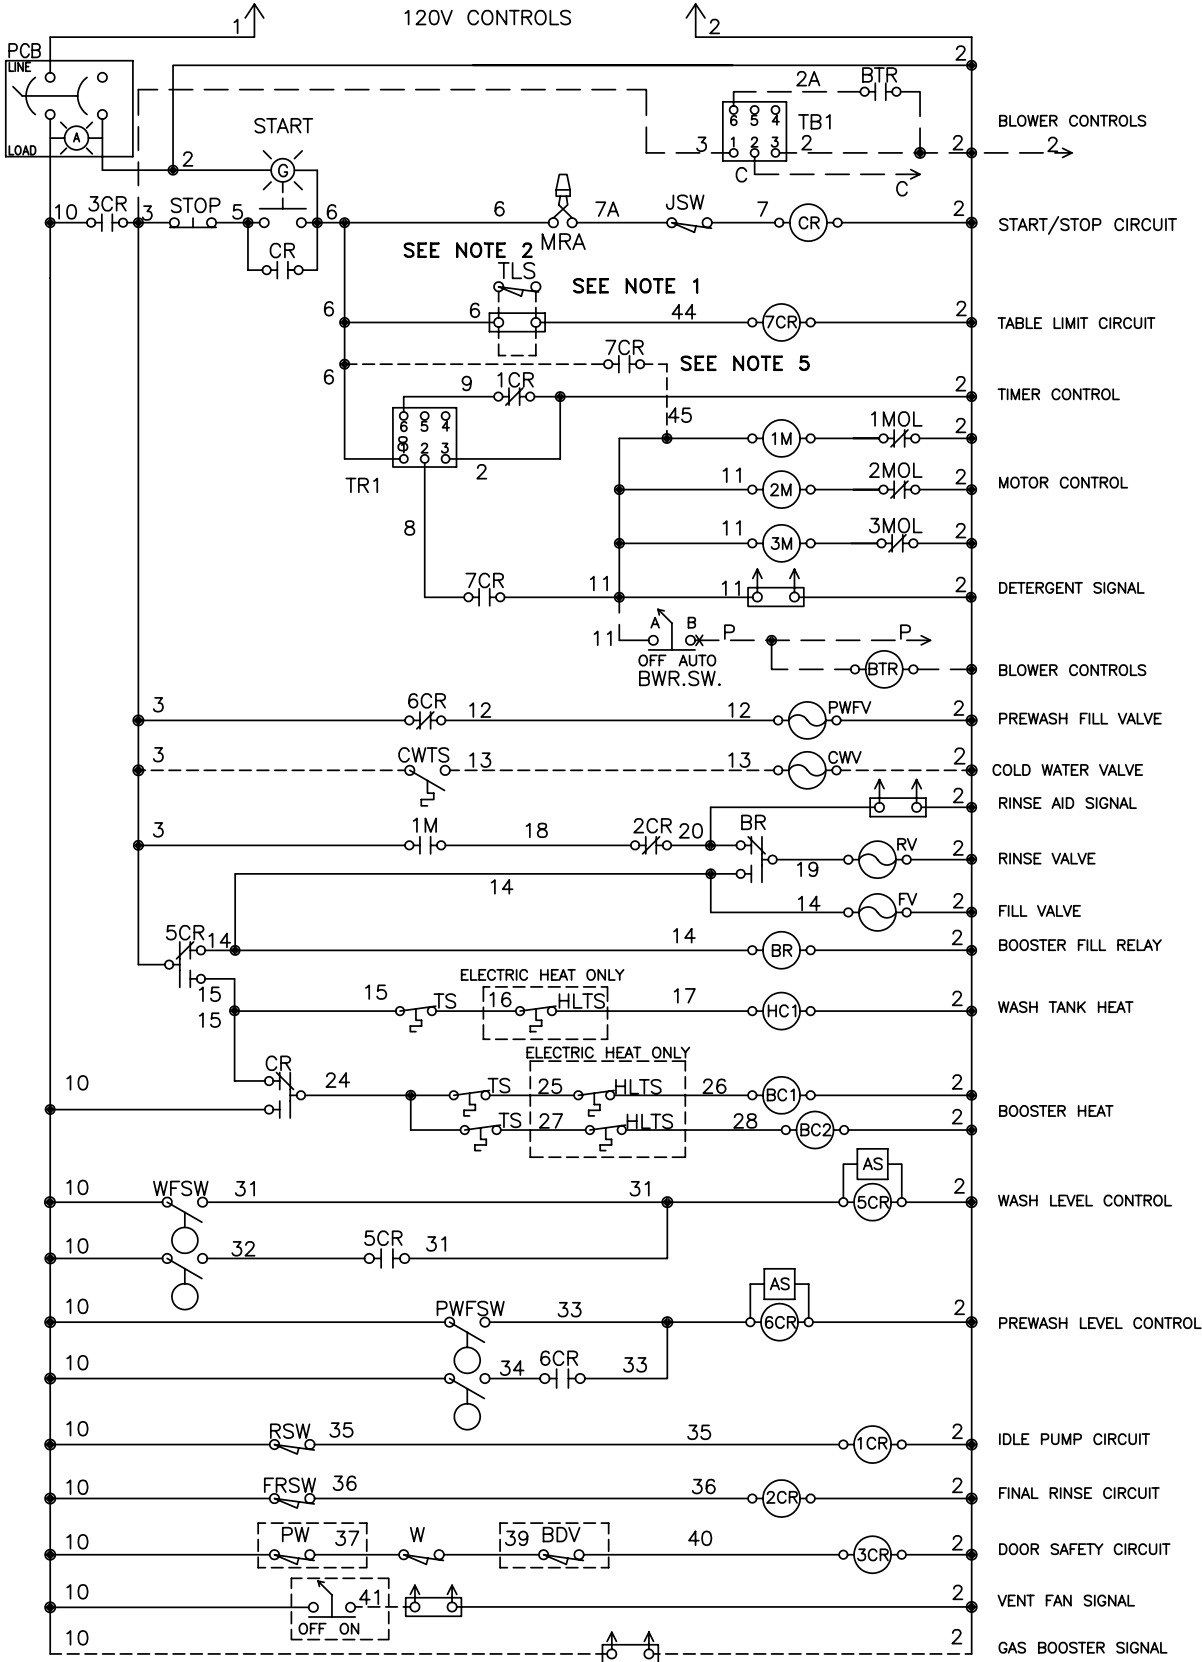 120V CONTROLS
1 2
PCB
LINE
2
2A BTR
START
6 5 4 TB1
A
BLOWER CONTROLS
LOAD
2 G 3 1 2 3 2 2 2
C C
10 3CR 3 STOP 5 6 6 7A JSW 7 CR 2 START/STOP CIRCUIT
MRA
CR
SEE NOTE 2
TLS
SEE NOTE 1
6 6 44 7CR 2 TABLE LIMIT CIRCUIT
7CR
SEE NOTE 5
6
9 1CR 2 TIMER CONTROL
6 5 4
45
8
1 2 3
1M 1MOL 2
TR1
2
11 2M 2MOL 2 MOTOR CONTROL
8
11 3M 3MOL 2
7CR 11 11 2 DETERGENT SIGNAL
11 A B P P
OFF AUTO
BWR.SW.
BTR BLOWER CONTROLS
3 6CR 12 12 PWFV 2 PREWASH FILL VALVE
3 CWTS 13 13 CWV 2 COLD WATER VALVE
2 RINSE AID SIGNAL
3 1M 18 2CR 20 BR
19 RV 2 RINSE VALVE
14
14 FV 2 FILL VALVE
5CR 14 14 BR 2 BOOSTER FILL RELAY
ELECTRIC HEAT ONLY
15
15
15 TS 16 HLTS 17 HC1 2 WASH TANK HEAT
ELECTRIC HEAT ONLY
CR
10 24 TS 25 HLTS 26 BC1 2
BOOSTER HEAT
TS 27 HLTS 28 BC2 2
AS
10 WFSW 31 31 5CR 2 WASH LEVEL CONTROL
10 32 5CR 31
AS
10 PWFSW 33 6CR 2 PREWASH LEVEL CONTROL
10 34 6CR 33
10 RSW 35 35 1CR 2 IDLE PUMP CIRCUIT
10 FRSW 36 36 2CR 2 FINAL RINSE CIRCUIT
10 PW 37 W 39 BDV 40 3CR 2 DOOR SAFETY CIRCUIT
10 41 2 VENT FAN SIGNAL
OFF ON
10 2 GAS BOOSTER SIGNAL